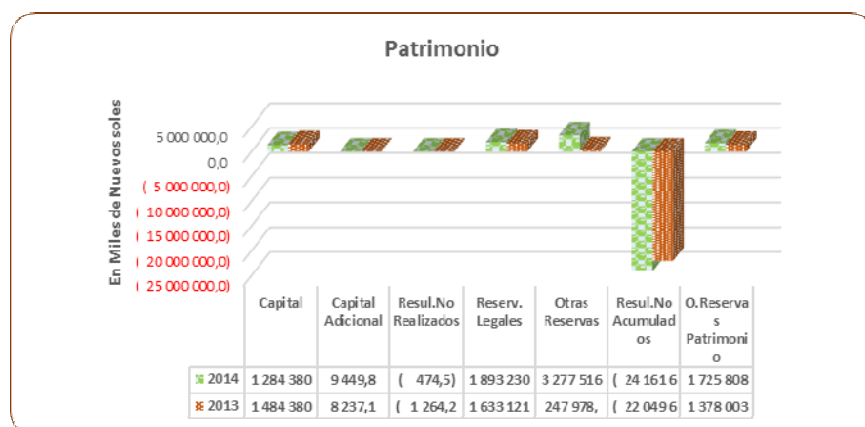 Patrimonio
En Miles de Nuevos soles
5 000 000,0
0,0
( 5 000 000,0)
( 10 000 000,0)
( 15 000 000,0)
( 20 000 000,0)
( 25 000 000,0)
Capital
Capital
Adicional
Resul.No
Realizados
Reserv.
Legales
Otras
Reservas
Resul.No
Acumulad
os
O.Reserva
s
Patrimoni
o
2014 1 284 380 9 449,8 ( 474,5) 1 893 230 3 277 516 ( 24 161 6 1 725 808
2013 1 484 380 8 237,1 ( 1 264,2 1 633 121 247 978, ( 22 049 6 1 378 003